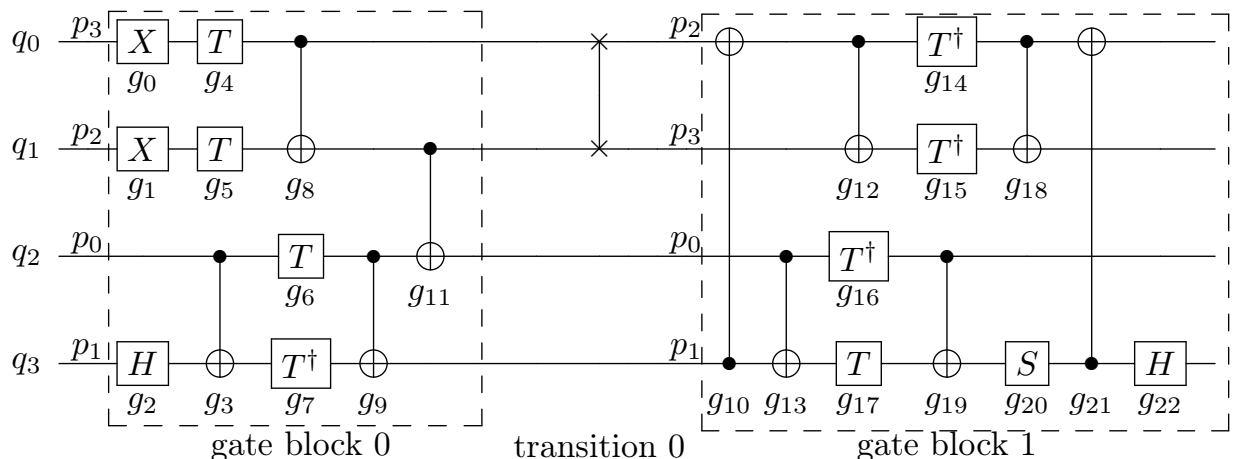 q₀ p₃ X T p₂ T†
g₀ g₄ g₁₄
q₁ p₂ X T p₃ T†
g₁ g₅ g₈ g₁₂ g₁₅ g₁₈
q₂ p₀ T p₀ T†
g₆ g₁₁ g₁₆
q₃ p₁ H T† p₁ T S H
g₂ g₃ g₇ g₉ g₁₀ g₁₃ g₁₇ g₁₉ g₂₀ g₂₁ g₂₂
gate block 0 transition 0 gate block 1